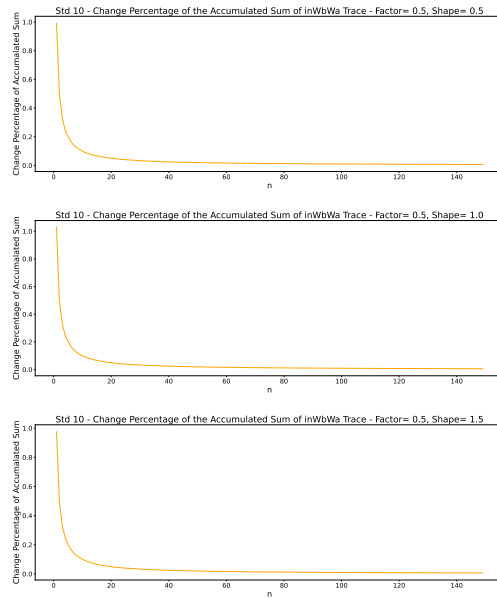 Std 10 - Change Percentage of the Accumulated Sum of inWbWa Trace - Factor= 0.5, Shape= 0.5
Change Percentage of Accumalated Sum
1.0
0.8
0.6
0.4
0.2
0.0
0 20 40 60 80 100 120 140
n
Std 10 - Change Percentage of the Accumulated Sum of inWbWa Trace - Factor= 0.5, Shape= 1.0
Change Percentage of Accumalated Sum
1.0
0.8
0.6
0.4
0.2
0.0
0 20 40 60 80 100 120 140
n
Std 10 - Change Percentage of the Accumulated Sum of inWbWa Trace - Factor= 0.5, Shape= 1.5
Change Percentage of Accumalated Sum
1.0
0.8
0.6
0.4
0.2
0.0
0 20 40 60 80 100 120 140
n